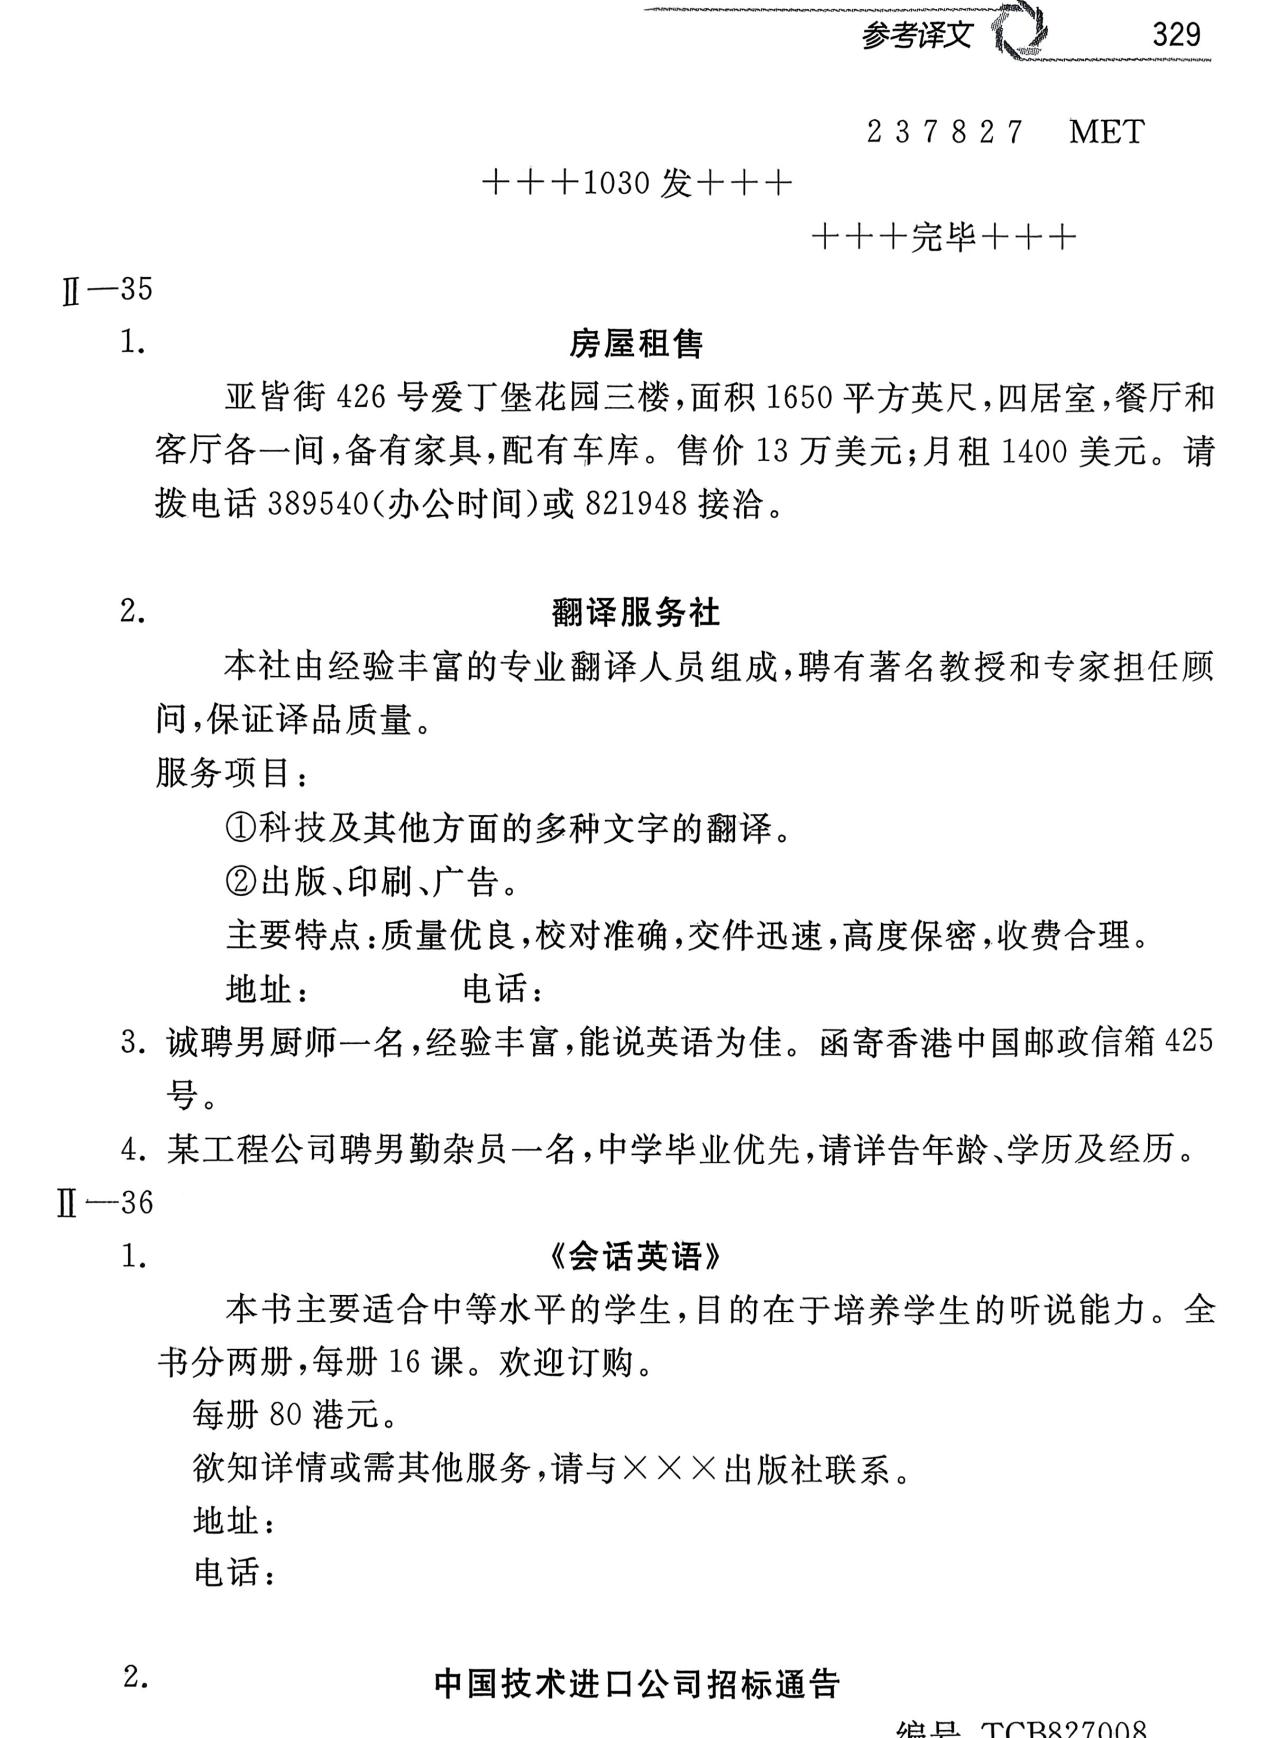 参考译文 329
237827 MET
+++1030 发+++
+++完毕+++
Ⅱ—35
1. 房屋租售
亚皆街 426 号爱丁堡花园三楼,面积 1650 平方英尺,四居室,餐厅和
客厅各一间,备有家具,配有车库。售价 13 万美元;月租 1400 美元。请
拨电话 389540(办公时间)或 821948 接洽。
2. 翻译服务社
本社由经验丰富的专业翻译人员组成,聘有著名教授和专家担任顾
问,保证译品质量。
服务项目:
①科技及其他方面的多种文字的翻译。
②出版、印刷、广告。
主要特点:质量优良,校对准确,交件迅速,高度保密,收费合理。
地址: 电话:
3. 诚聘男厨师一名,经验丰富,能说英语为佳。函寄香港中国邮政信箱 425
号。
4. 某工程公司聘男勤杂员一名,中学毕业优先,请详告年龄、学历及经历。
Ⅱ—36
1. 《会话英语》
本书主要适合中等水平的学生,目的在于培养学生的听说能力。全
书分两册,每册 16 课。欢迎订购。
每册 80 港元。
欲知详情或需其他服务,请与×××出版社联系。
地址:
电话:
2. 中国技术进口公司招标通告
编号 TCB827008